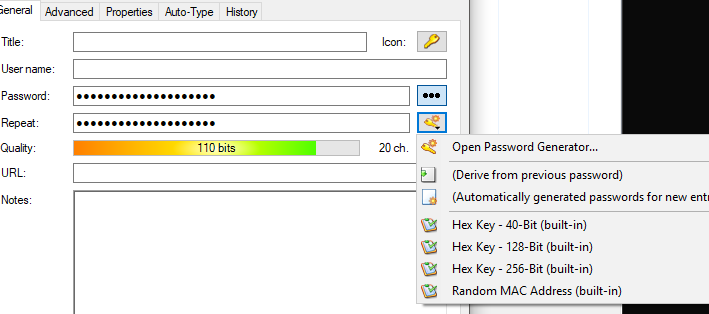 General Advanced Properties Auto-Type History
Title: Icon:
User name:
Password: ●●●●●●●●●●●●●●●●●●●● ●●●
Repeat: ●●●●●●●●●●●●●●●●●●●●
Quality: 110 bits 20 ch.
URL:
Notes:
Open Password Generator...
(Derive from previous password)
(Automatically generated passwords for new
Hex Key - 40-Bit (built-in)
Hex Key - 128-Bit (built-in)
Hex Key - 256-Bit (built-in)
Random MAC Address (built-in)